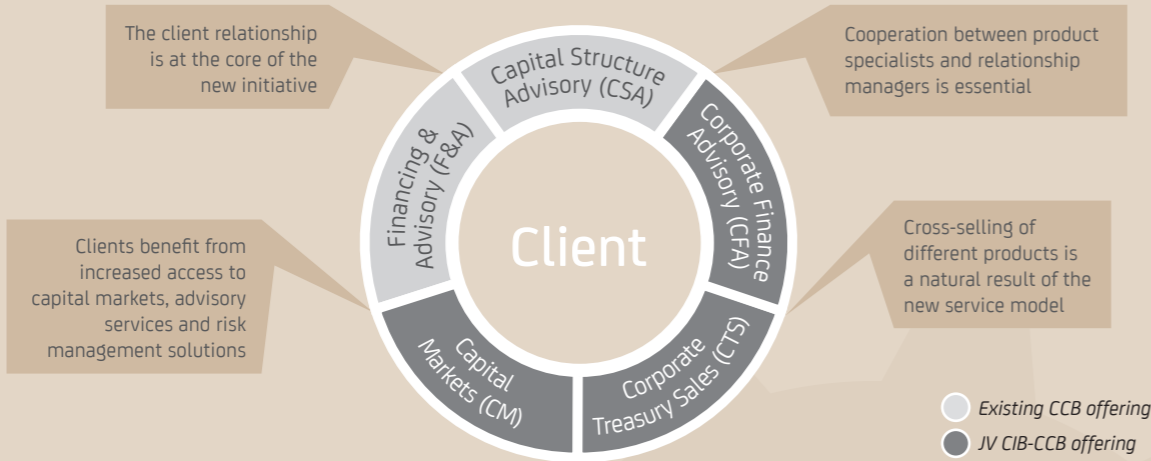 The client relationship
is at the core of the
new initiative
Capital Structure
Advisory (CSA)
Cooperation between product
specialists and relationship
managers is essential
Financing &
Advisory (F&A)
Corporate Finance
Advisory (CFA)
Client
Clients benefit from
increased access to
capital markets, advisory
services and risk
management solutions
Cross-selling of
different products is
a natural result of the
new service model
Capital
Markets (CM)
Corporate
Treasury Sales (CTS)
Existing CCB offering
JV CIB-CCB offering